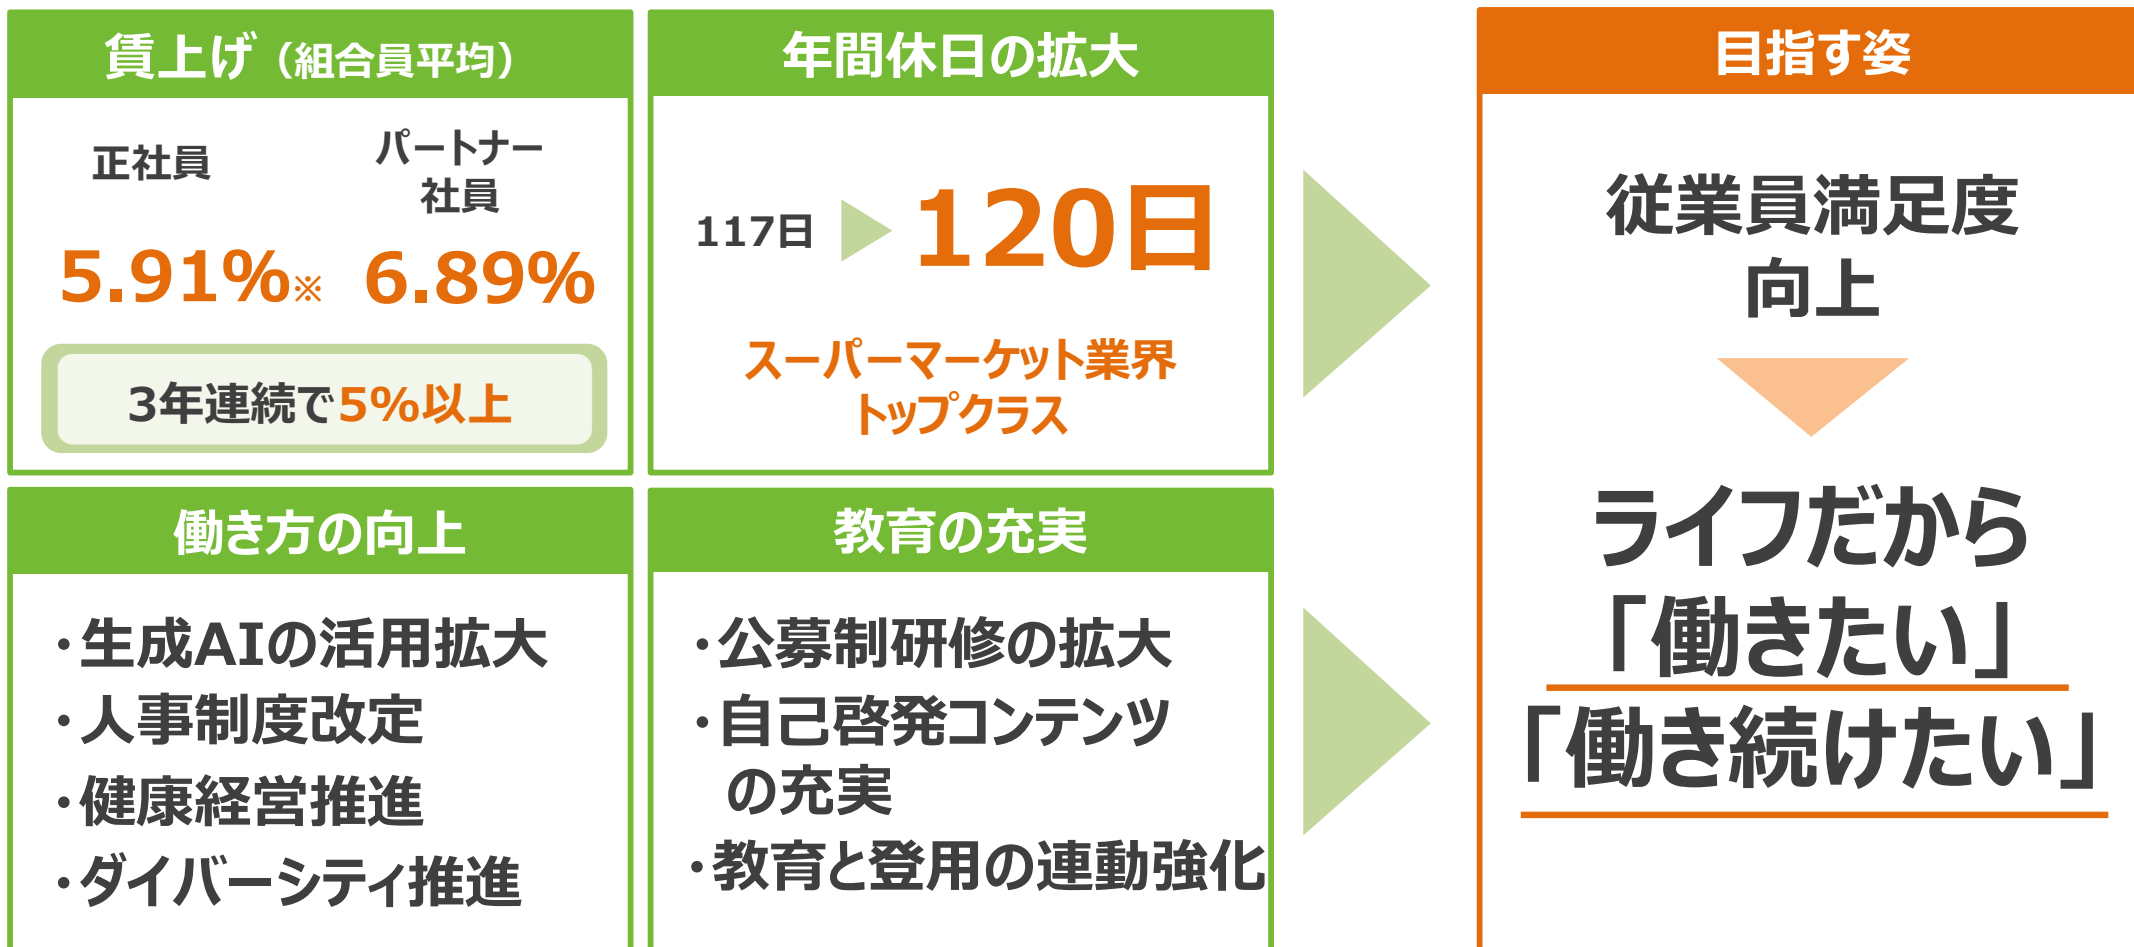 賃上げ（組合員平均）
正社員
パートナー
社員
5.91%※
6.89%
3年連続で5%以上
年間休日の拡大
117日
120日
スーパーマーケット業界
トップクラス
働き方の向上
・生成AIの活用拡大
・人事制度改定
・健康経営推進
・ダイバーシティ推進
教育の充実
・公募制研修の拡大
・自己啓発コンテンツ
の充実
・教育と登用の連動強化
目指す姿
従業員満足度
向上
ライフだから
「働きたい」
「働き続けたい」